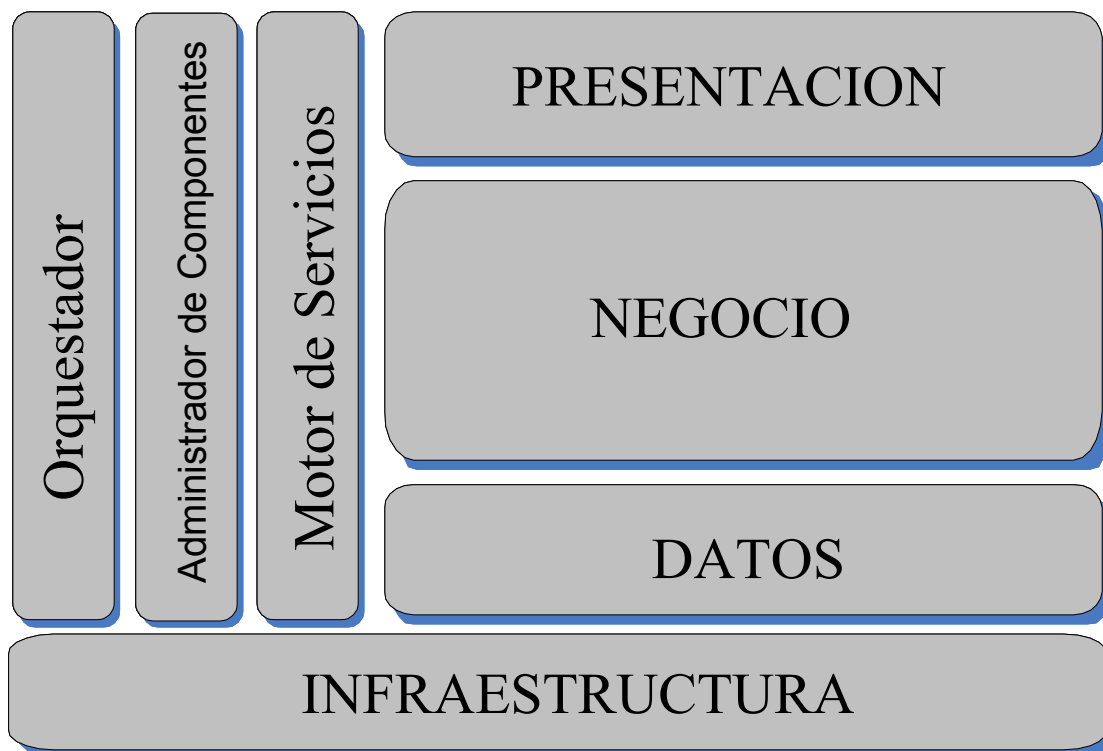 Orquestador
Administrador de Componentes
Motor de Servicios
PRESENTACION
NEGOCIO
DATOS
INFRAESTRUCTURA